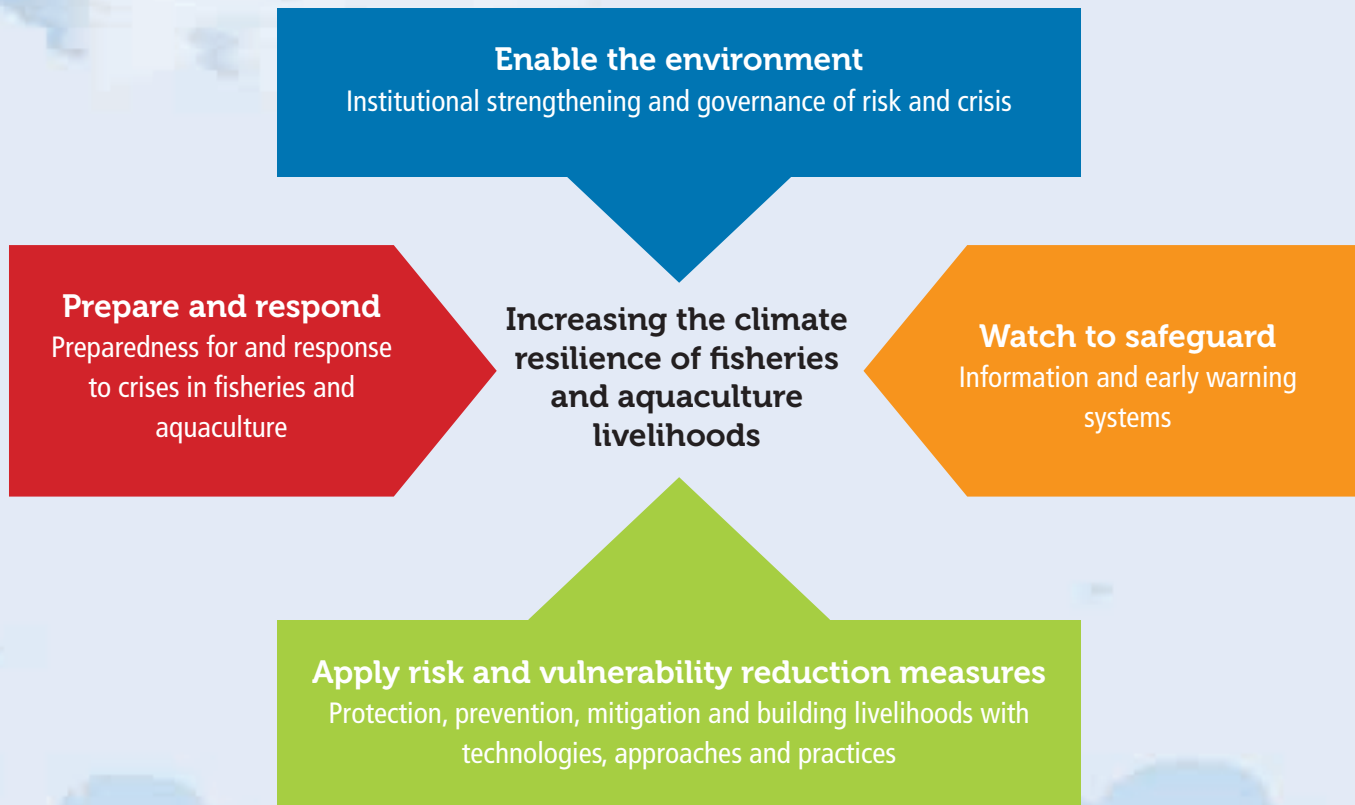 Enable the environment
Institutional strengthening and governance of risk and crisis
Prepare and respond
Preparedness for and response
to crises in fisheries and
aquaculture
Increasing the climate
resilience of fisheries
and aquaculture
livelihoods
Watch to safeguard
Information and early warning
systems
Apply risk and vulnerability reduction measures
Protection, prevention, mitigation and building livelihoods with
technologies, approaches and practices